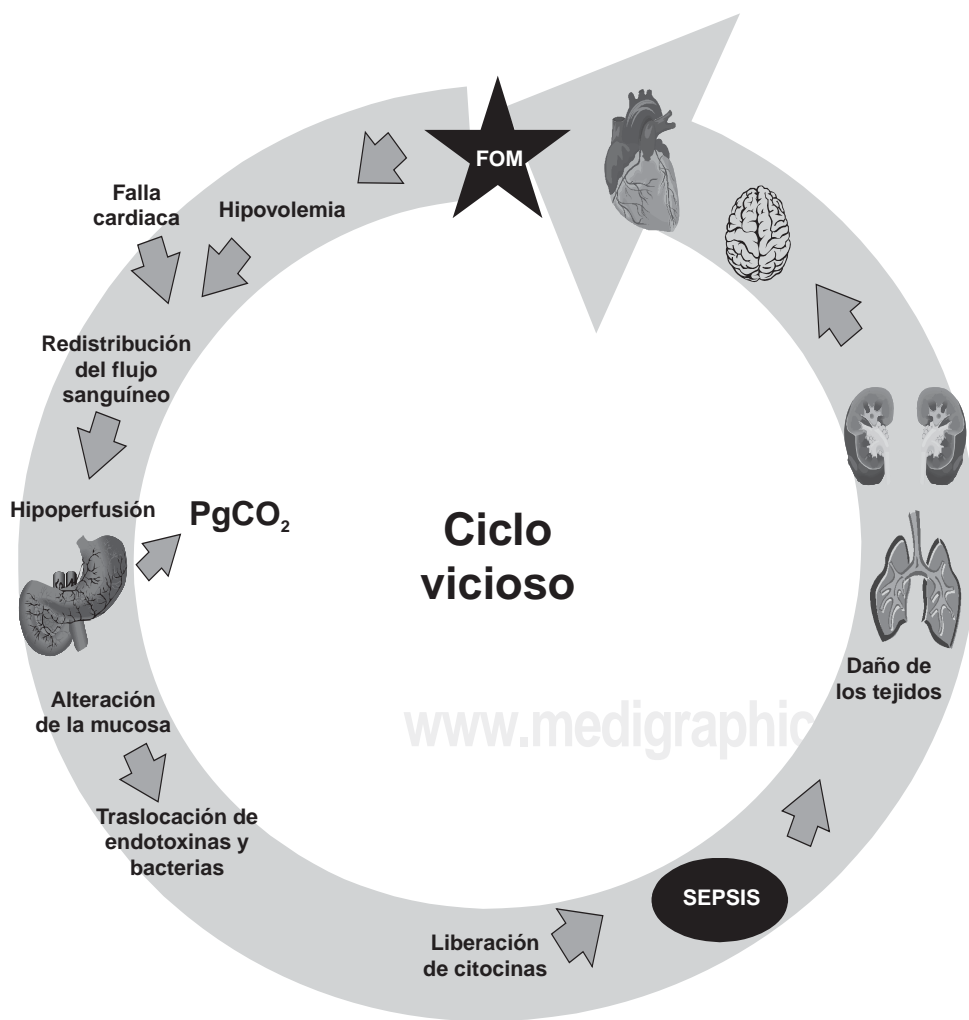 FOM
Falla
cardiaca
Hipovolemia
Redistribución
del flujo
sanguíneo
Hipoperfusión
PgCO₂
Ciclo
vicioso
Alteración
de la mucosa
Traslocación de
endotoxinas y
bacterias
Liberación
de citocinas
SEPSIS
Daño de
los tejidos
www.medigraphic